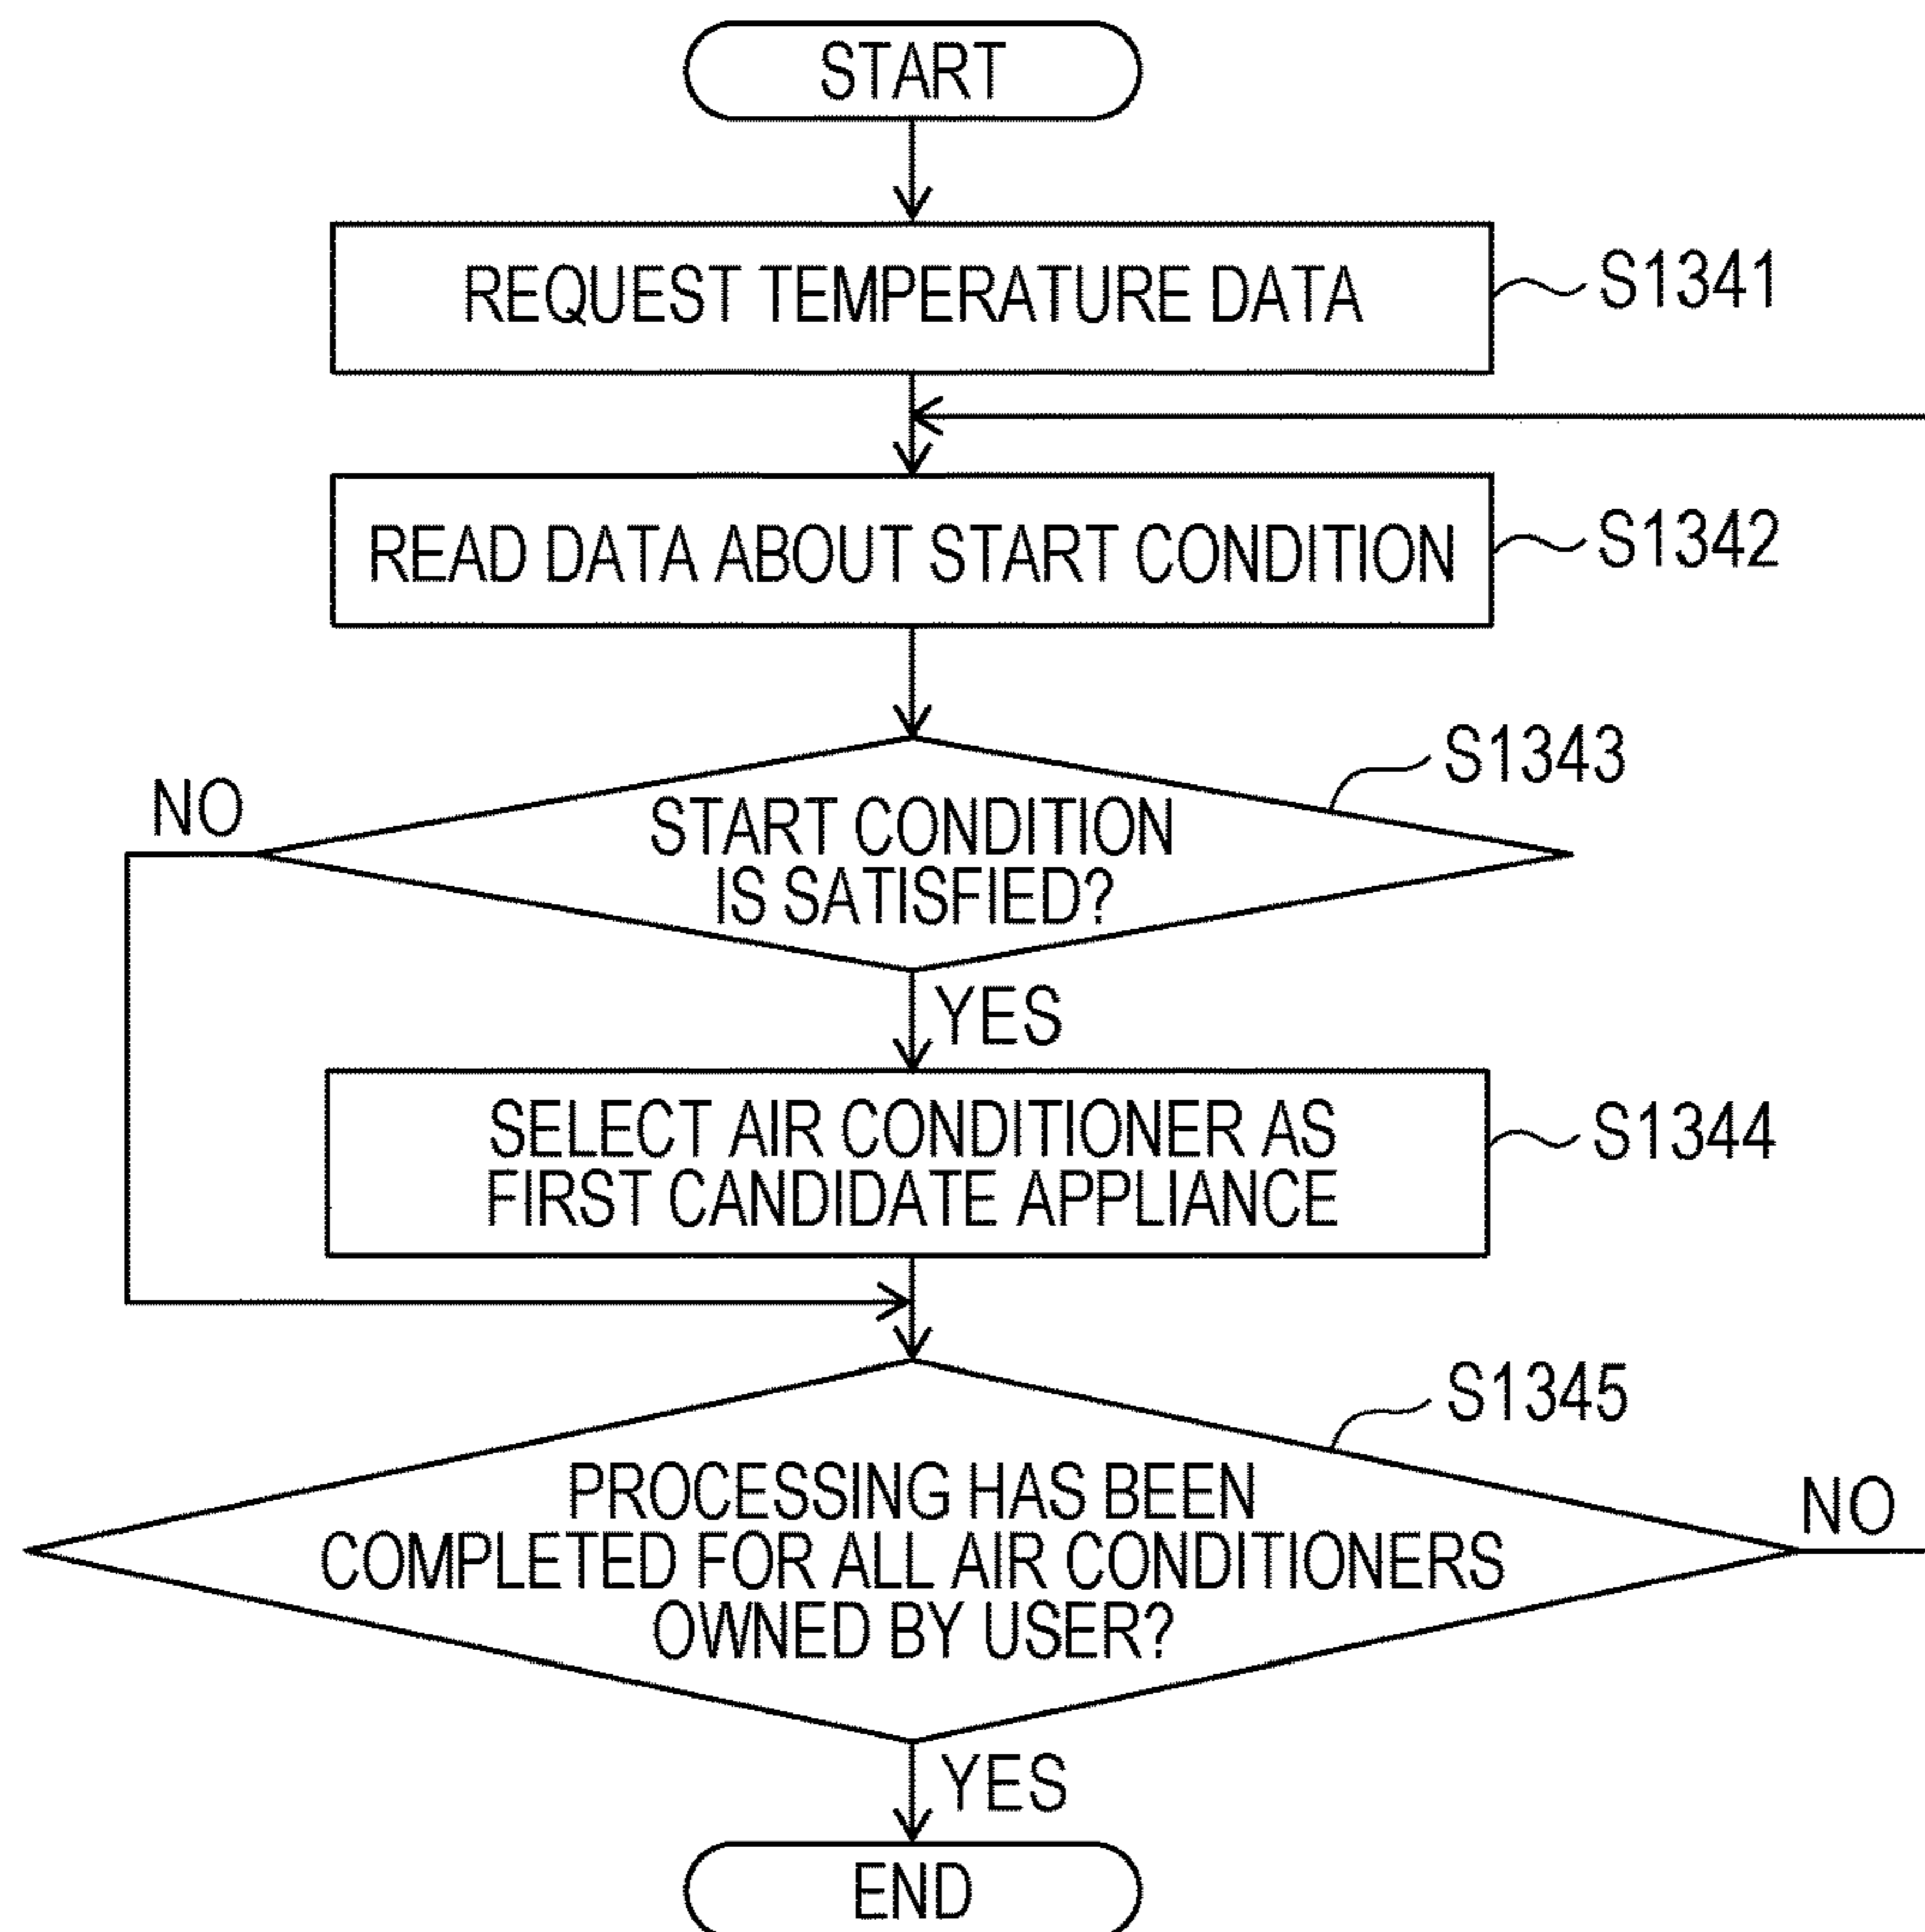 START
REQUEST TEMPERATURE DATA
S1341
READ DATA ABOUT START CONDITION
S1342
S1343
NO
START CONDITION
IS SATISFIED?
YES
SELECT AIR CONDITIONER AS
FIRST CANDIDATE APPLIANCE
S1344
S1345
PROCESSING HAS BEEN
COMPLETED FOR ALL AIR CONDITIONERS
OWNED BY USER?
NO
YES
END